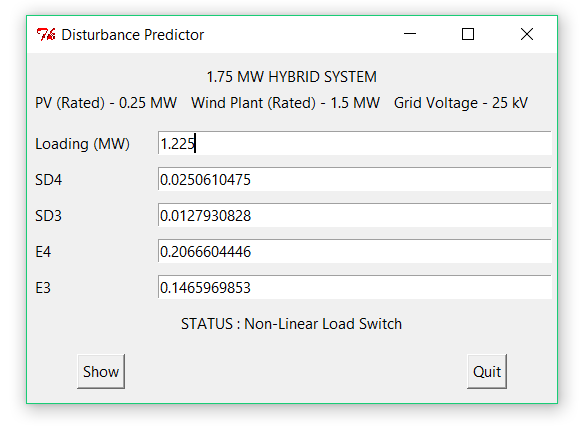 Disturbance Predictor
1.75 MW HYBRID SYSTEM
PV (Rated) - 0.25 MW Wind Plant (Rated) - 1.5 MW Grid Voltage - 25 kV
Loading (MW) 1.225
SD4 0.0250610475
SD3 0.0127930828
E4 0.2066604446
E3 0.1465969853
STATUS : Non-Linear Load Switch
Show Quit